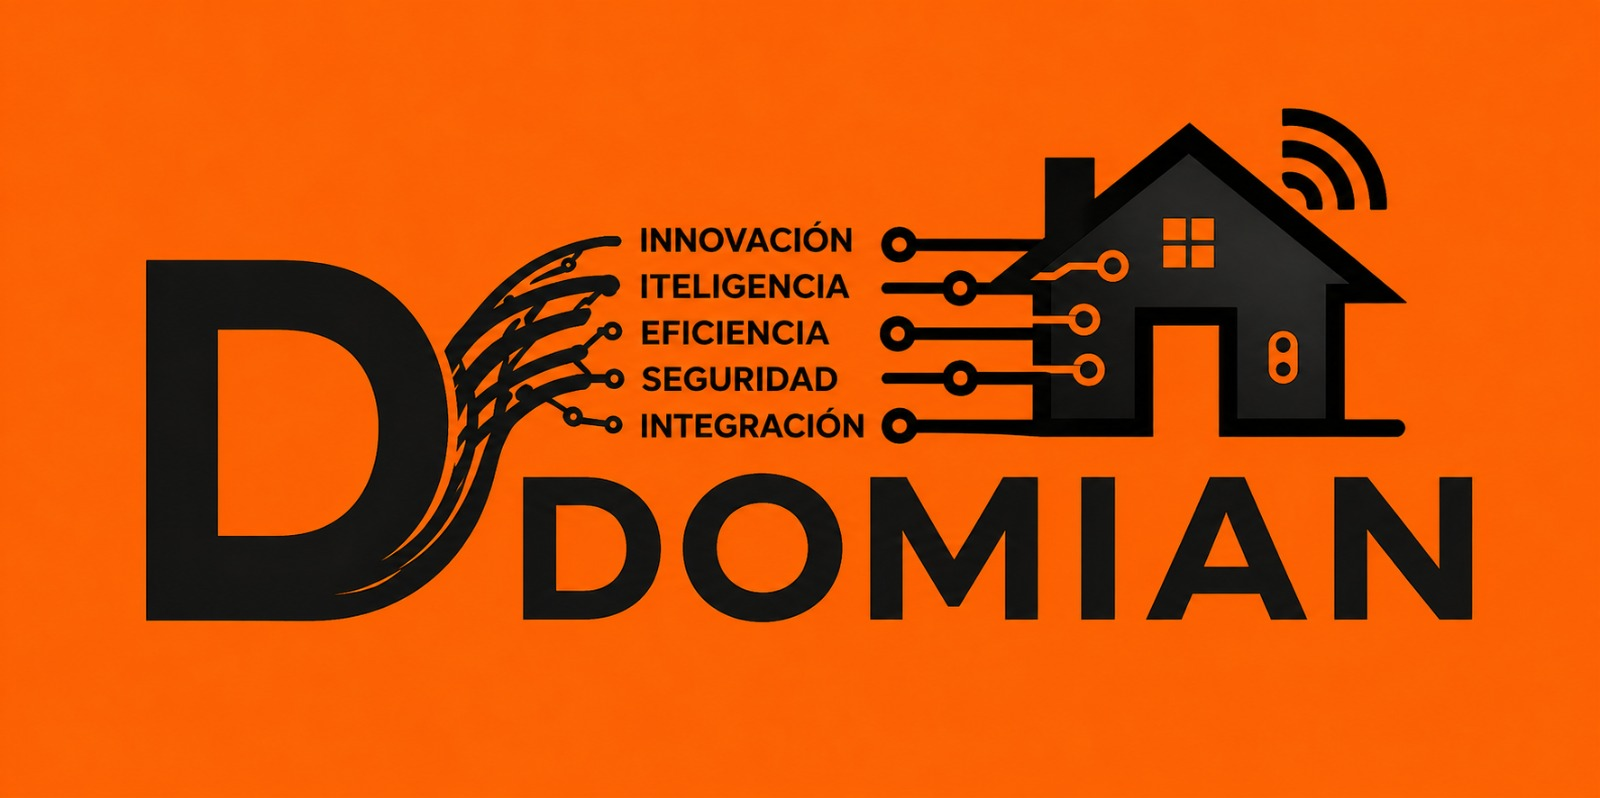 INNOVACIÓN
ITELIGENCIA
EFICIENCIA
SEGURIDAD
INTEGRACIÓN
D DOMIAN